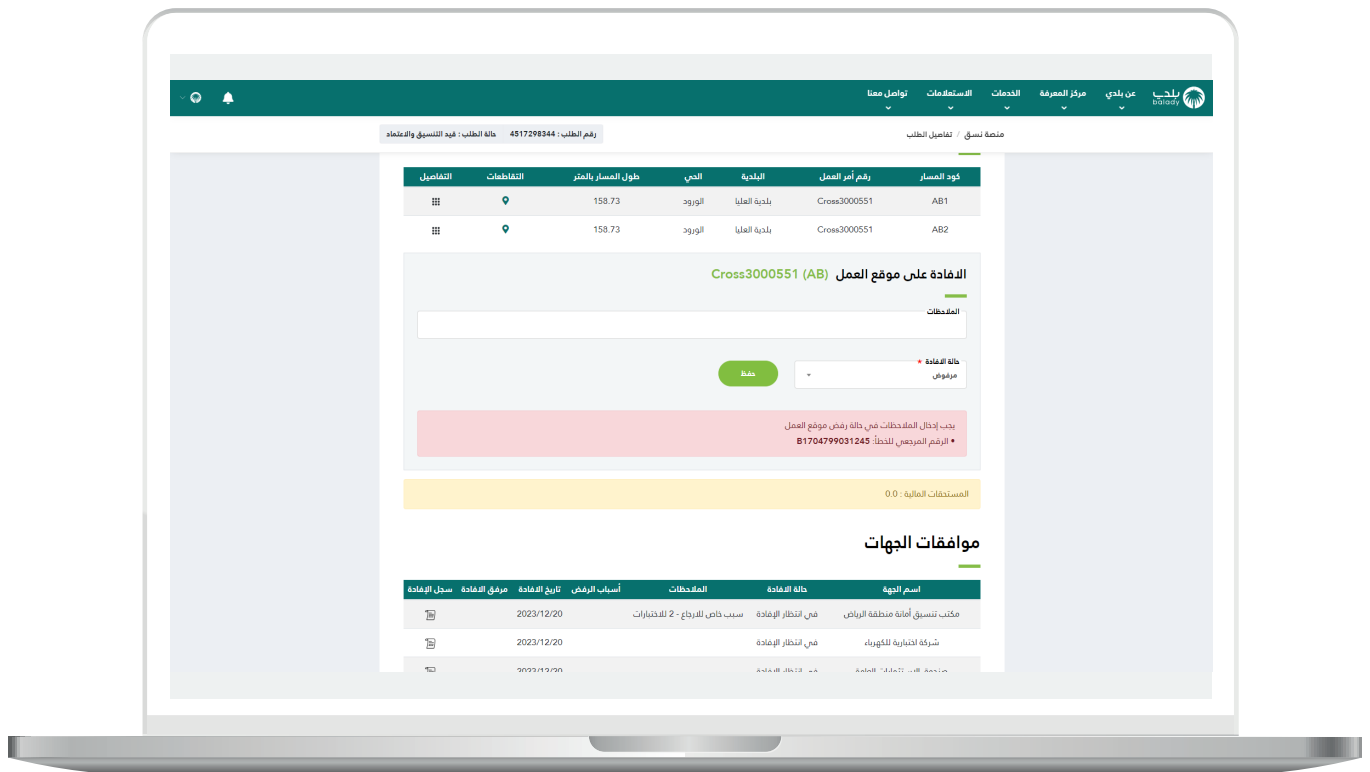 بلدي
balady
عن بلدي
مركز المعرفة
الخدمات
الاستعلامات
تواصل معنا
منصة نسق / تفاصيل الطلب
رقم الطلب : 4517298344 حالة الطلب : قيد التنسيق والاعتماد
كود المسار رقم أمر العمل البلدية الحي طول المسار بالمتر التقاطعات التفاصيل
AB1 Cross3000551 بلدية العليا الورود 158.73
AB2 Cross3000551 بلدية العليا الورود 158.73
الافادة على موقع العمل Cross3000551 (AB)
الملاحظات
حالة الافادة *
مرفوض
حفظ
يجب إدخال الملاحظات في حالة رفض موقع العمل
• الرقم المرجعي للخطأ: B1704799031245
المستحقات المالية : 0.0
موافقات الجهات
اسم الجهة حالة الافادة الملاحظات أسباب الرفض تاريخ الافادة مرفق الافادة سجل الإفادة
مكتب تنسيق أمانة منطقة الرياض في انتظار الإفادة سبب خاص للارجاع - 2 للاختبارات 2023/12/20
شركة اختبارية للكهرباء في انتظار الإفادة 2023/12/20
في انتظار الإفادة 2023/12/20